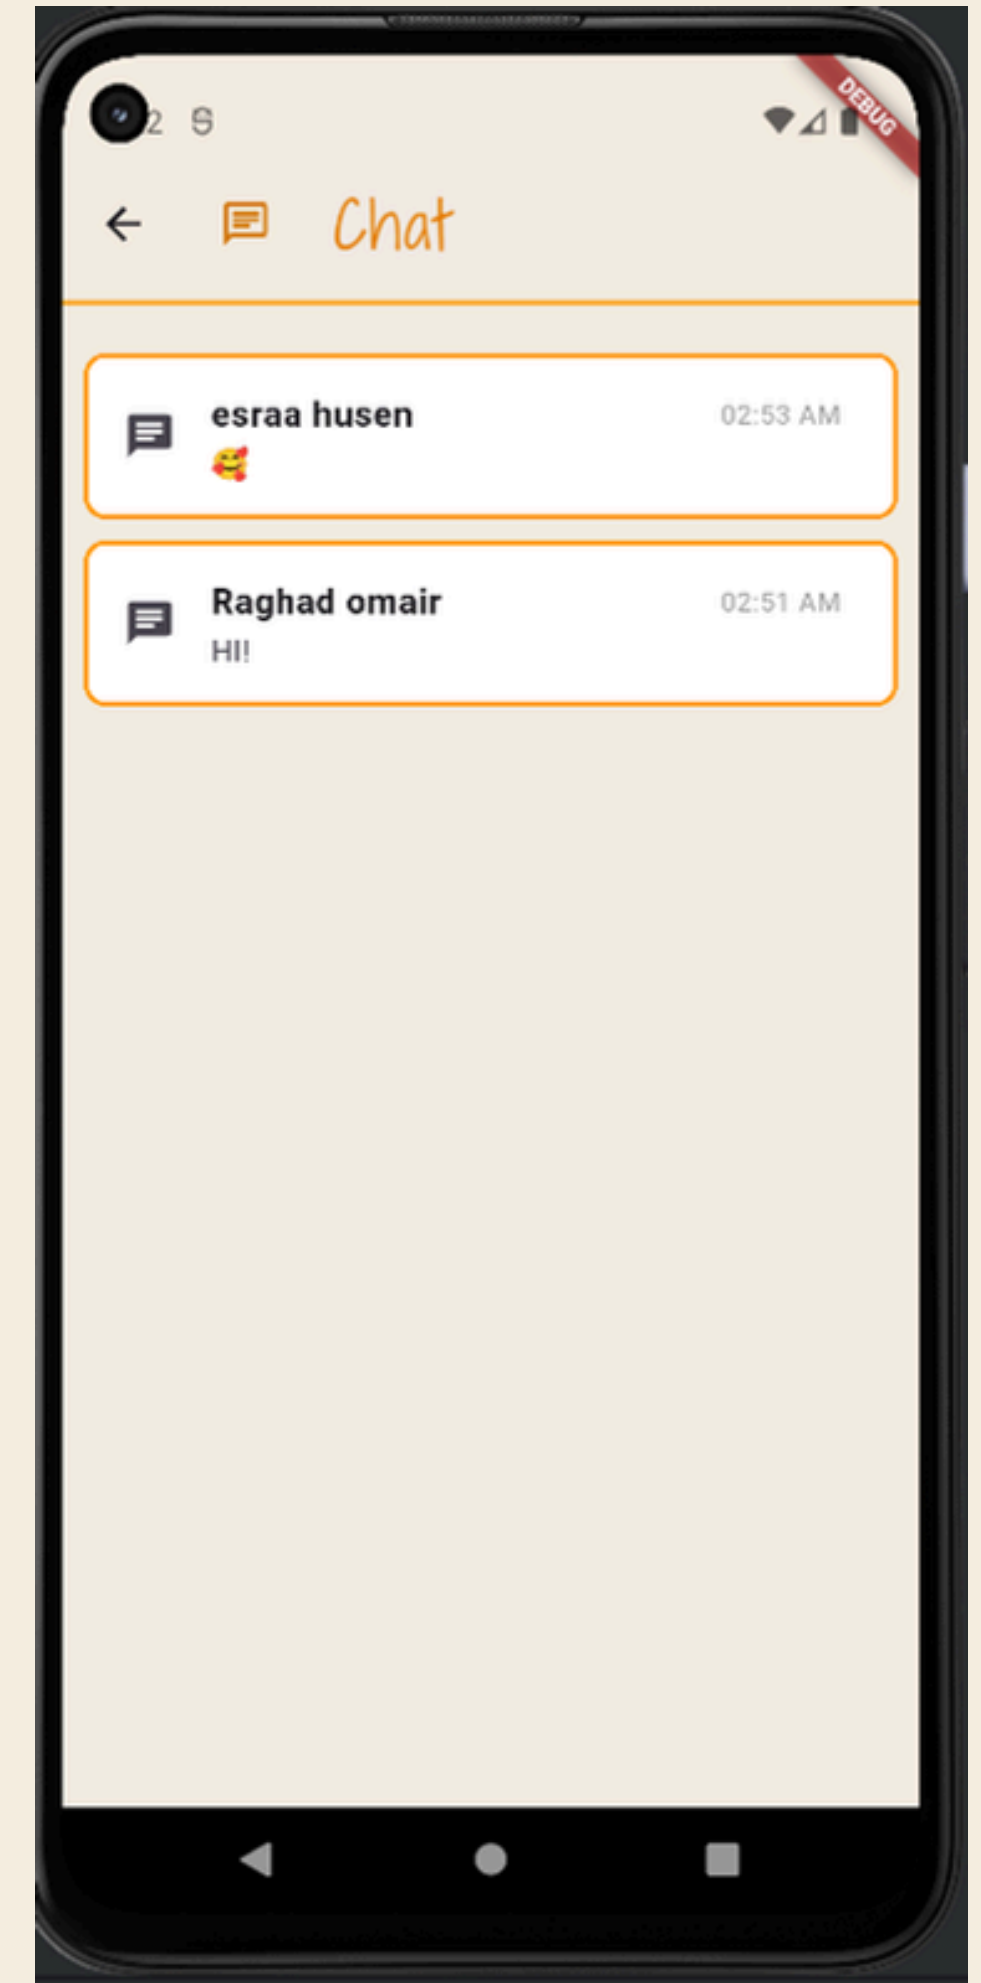 DEBUG
Chat
esraa husen
02:53 AM
🥰
Raghad omair
02:51 AM
HI!